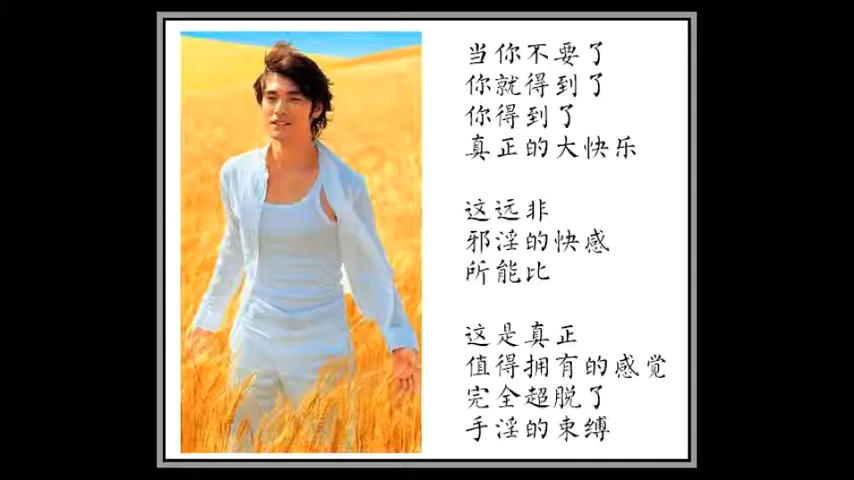 当你不要了
你就得到了
你得到了
真正的大快乐
这远非
邪淫的快感
所能比
这是真正
值得拥有的感觉
完全超脱了
手淫的束缚